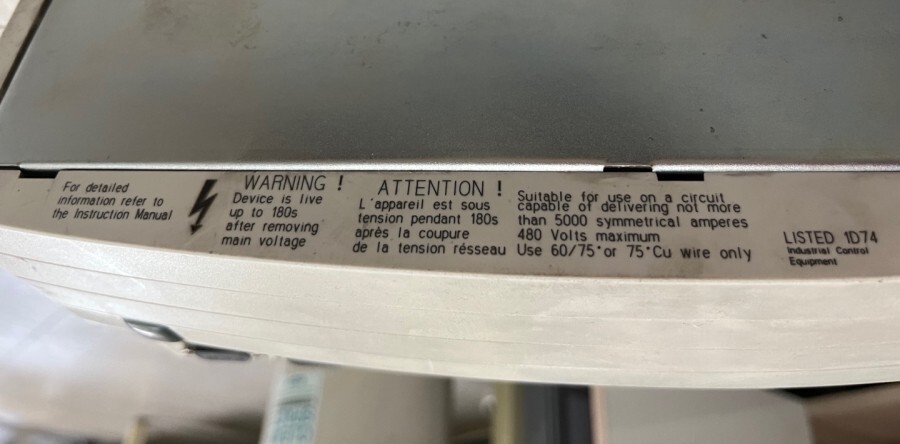 For detailed
information refer to
the Instruction Manual
WARNING !
Device is live
up to 180s
after removing
main voltage
ATTENTION !
L'appareil est sous
tension pendant 180s
après la coupure
de la tension résseau
Suitable for use on a circuit
capable of delivering not more
than 5000 symmetrical amperes
480 Volts maximum
Use 60/75°or 75°Cu wire only
LISTED 1D74
Industrial Control
Equipment